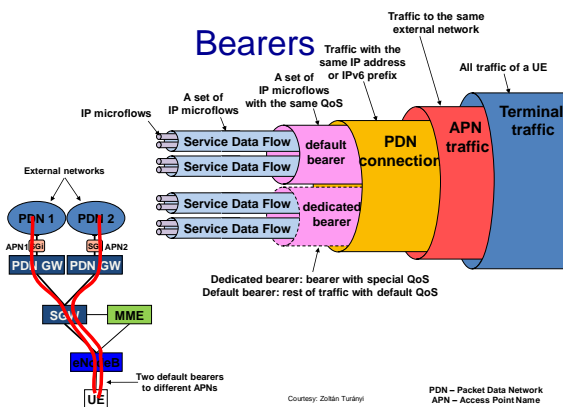 Bearers
Traffic to the same
external network
Traffic with the
same IP address
or IPv6 prefix
A set of
IP microflows
with the same QoS
A set of
IP microflows
IP microflows
All traffic of a UE
Service Data Flow
Service Data Flow
Service Data Flow
Service Data Flow
default
bearer
dedicated
bearer
PDN
connection
APN
traffic
Terminal
traffic
Dedicated bearer: bearer with special QoS
Default bearer: rest of traffic with default QoS
External networks
PDN 1
PDN 2
APN1
SGi
SGi
APN2
PDN GW
PDN GW
SGW
MME
eNodeB
UE
Two default bearers
to different APNs
Courtesy: Zoltán Turányi
PDN – Packet Data Network
APN – Access Point Name